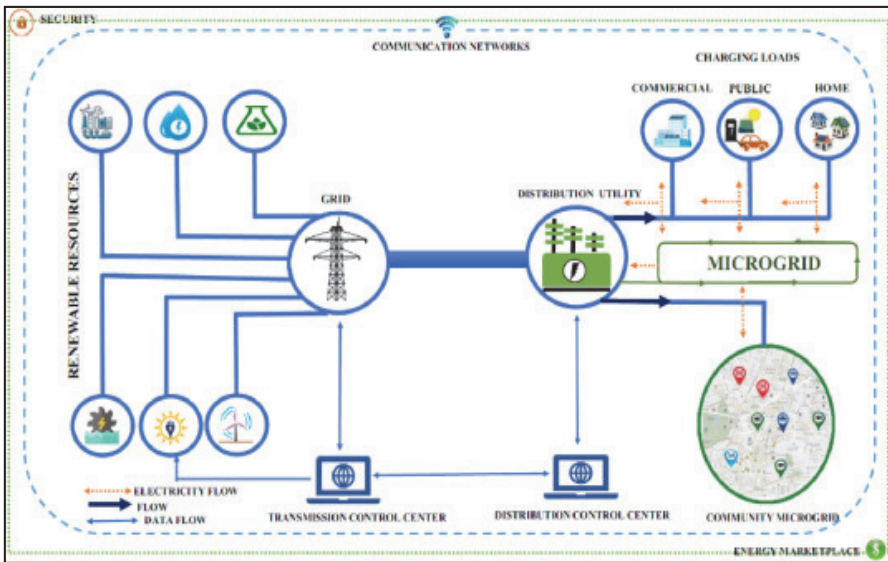 SECURITY
COMMUNICATION NETWORKS
CHARGING LOADS
COMMERCIAL
PUBLIC
HOME
RENEWABLE RESOURCES
GRID
DISTRIBUTION UTILITY
MICROGRID
ELECTRICITY FLOW
FLOW
DATA FLOW
TRANSMISSION CONTROL CENTER
DISTRIBUTION CONTROL CENTER
COMMUNITY MICROGRID
ENERGY MARKETPLACE
$